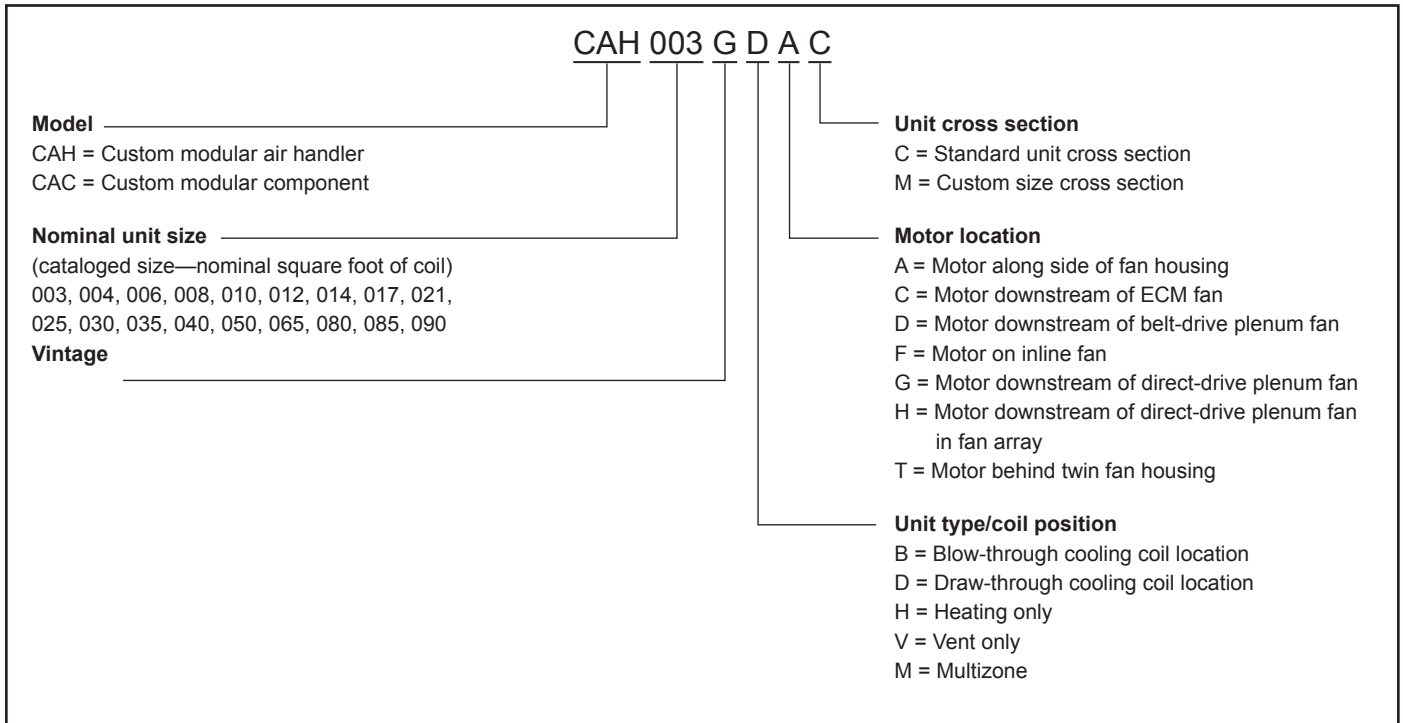 CAH 003 G D A C
Model
CAH = Custom modular air handler
CAC = Custom modular component
Nominal unit size
(cataloged size—nominal square foot of coil)
003, 004, 006, 008, 010, 012, 014, 017, 021,
025, 030, 035, 040, 050, 065, 080, 085, 090
Vintage
Unit cross section
C = Standard unit cross section
M = Custom size cross section
Motor location
A = Motor along side of fan housing
C = Motor downstream of ECM fan
D = Motor downstream of belt-drive plenum fan
F = Motor on inline fan
G = Motor downstream of direct-drive plenum fan
H = Motor downstream of direct-drive plenum fan
in fan array
T = Motor behind twin fan housing
Unit type/coil position
B = Blow-through cooling coil location
D = Draw-through cooling coil location
H = Heating only
V = Vent only
M = Multizone